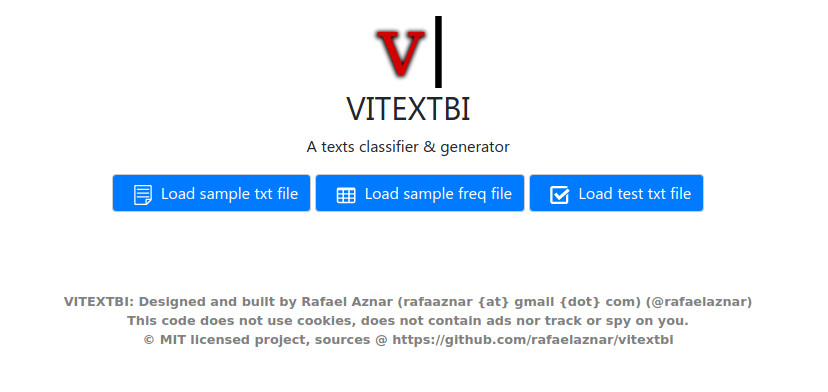 V
VITEXTBI
A texts classifier & generator
Load sample txt file Load sample freq file Load test txt file
VITEXTBI: Designed and built by Rafael Aznar (rafaaznar {at} gmail {dot} com) (@rafaelaznar)
This code does not use cookies, does not contain ads nor track or spy on you.
© MIT licensed project, sources @ https://github.com/rafaelaznar/vitextbi